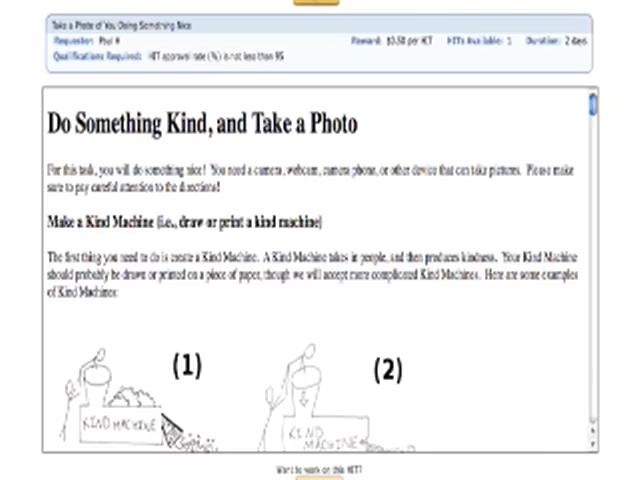 Take a Photo of You Doing Something Nice
Requester: Paul H Reward: $0.50 per HIT HITs Available: 1 Duration: 2 days
Qualifications Required: HIT approval rate (%) is not less than 95
Do Something Kind, and Take a Photo
For this task, you will do something nice! You need a camera, webcam, camera phone, or other device that can take pictures. Please make
sure to pay careful attention to the directions!
Make a Kind Machine (i.e., draw or print a kind machine)
The first thing you need to do is create a Kind Machine. A Kind Machine takes in people, and then produces kindness. Your Kind Machine
should probably be drawn or printed on a piece of paper, though we will accept more complicated Kind Machines. Here are some examples
of Kind Machines:
(1) (2)
KIND MACHINE
KIND
MACHINE
Want to work on this HIT?